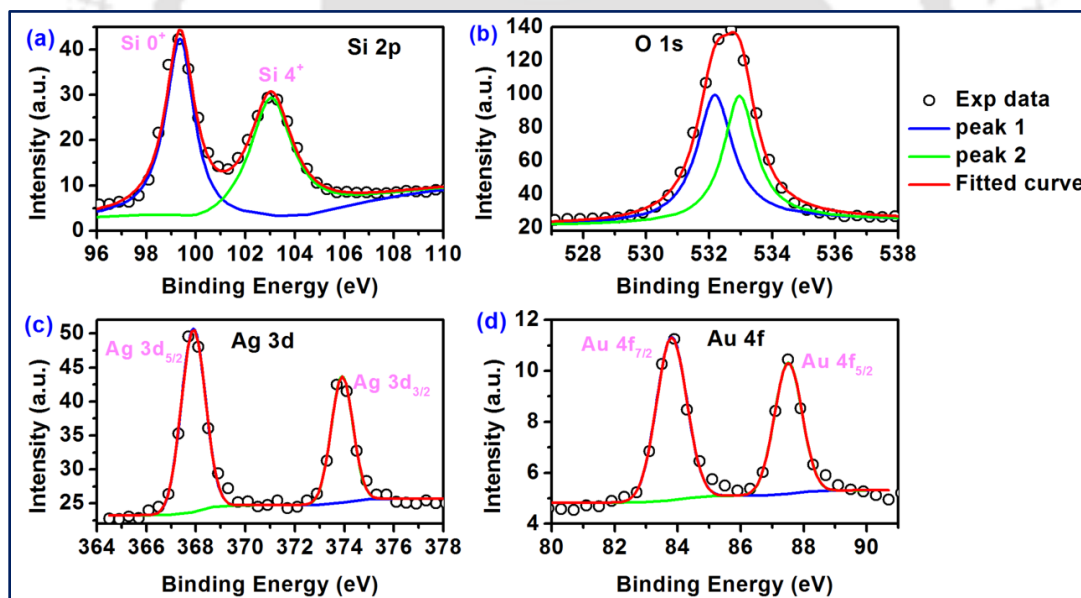 (a)
Si 0+
Si 2p
Si 4+
40
30
20
10
0
96 98 100 102 104 106 108 110
Intensity (a.u.)
Binding Energy (eV)
(b)
O 1s
140
120
100
80
60
40
20
528 530 532 534 536 538
Intensity (a.u.)
Binding Energy (eV)
Exp data
peak 1
peak 2
Fitted curve
(c)
Ag 3d
Ag 3d5/2
Ag 3d3/2
50
45
40
35
30
25
364 366 368 370 372 374 376 378
Intensity (a.u.)
Binding Energy (eV)
(d)
Au 4f
Au 4f7/2
Au 4f5/2
12
10
8
6
4
80 82 84 86 88 90
Intensity (a.u.)
Binding Energy (eV)